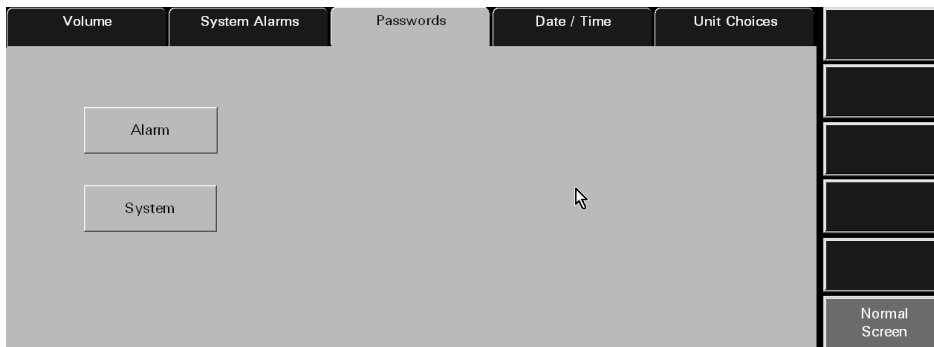 Volume
System Alarms
Passwords
Date / Time
Unit Choices
Alarm
System
Normal
Screen